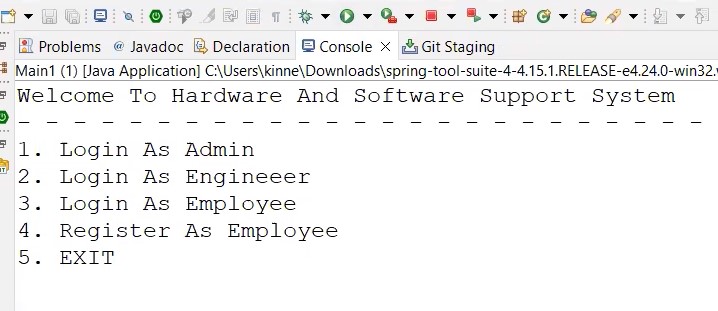 Problems @ Javadoc Declaration Console Git Staging
Main1 (1) [Java Application] C:\Users\kinne\Downloads\spring-tool-suite-4-4.15.1.RELEASE-e4.24.0-win32.
Welcome To Hardware And Software Support System
- - - - - - - - - - - - - - - - - - - - - - - - -
1. Login As Admin
2. Login As Engineeer
3. Login As Employee
4. Register As Employee
5. EXIT